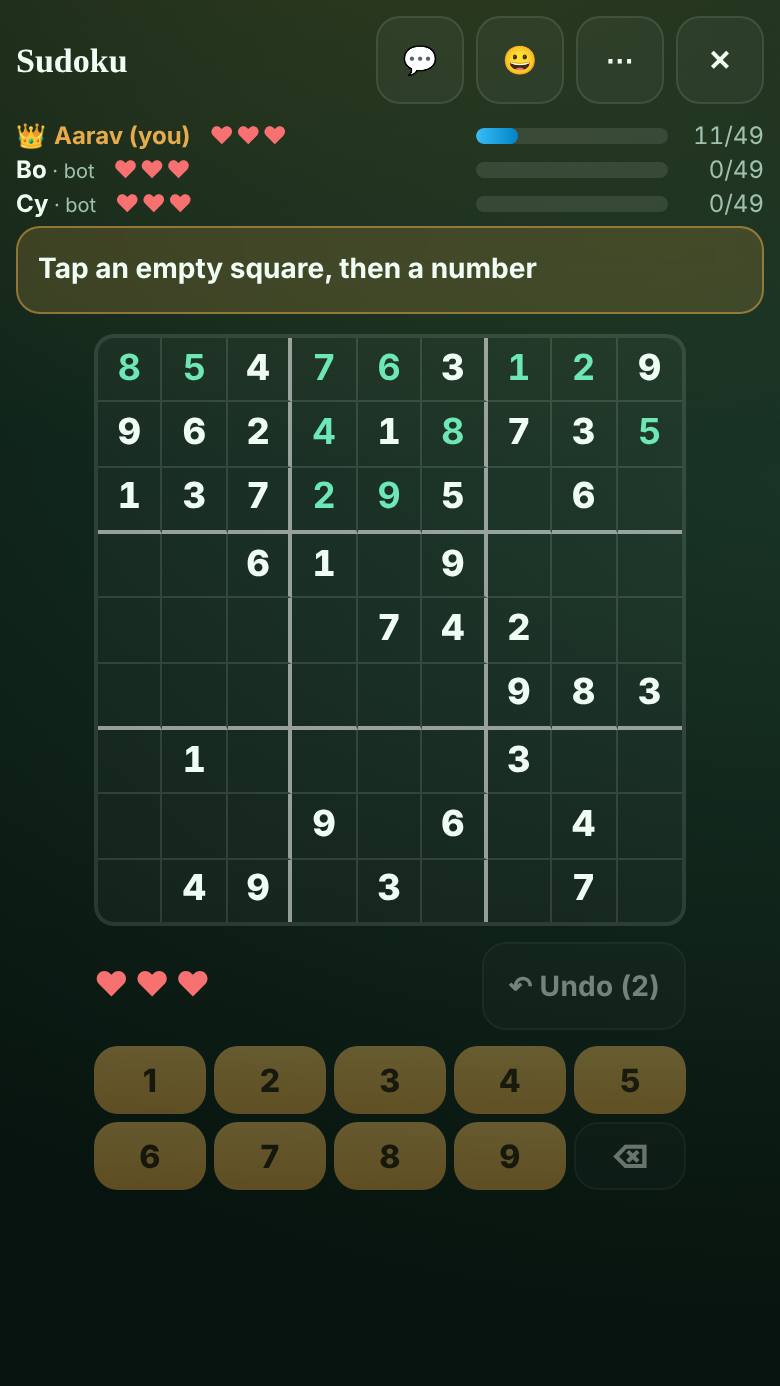 Sudoku
💬 😀 ⋯ ✕
👑 Aarav (you) ♥♥♥ 11/49
Bo · bot ♥♥♥ 0/49
Cy · bot ♥♥♥ 0/49
Tap an empty square, then a number
8 5 4 7 6 3 1 2 9
9 6 2 4 1 8 7 3 5
1 3 7 2 9 5 6
6 1 9
7 4 2
9 8 3
1 3
9 6 4
4 9 3 7
♥♥♥ ↶ Undo (2)
1 2 3 4 5
6 7 8 9 ⌫